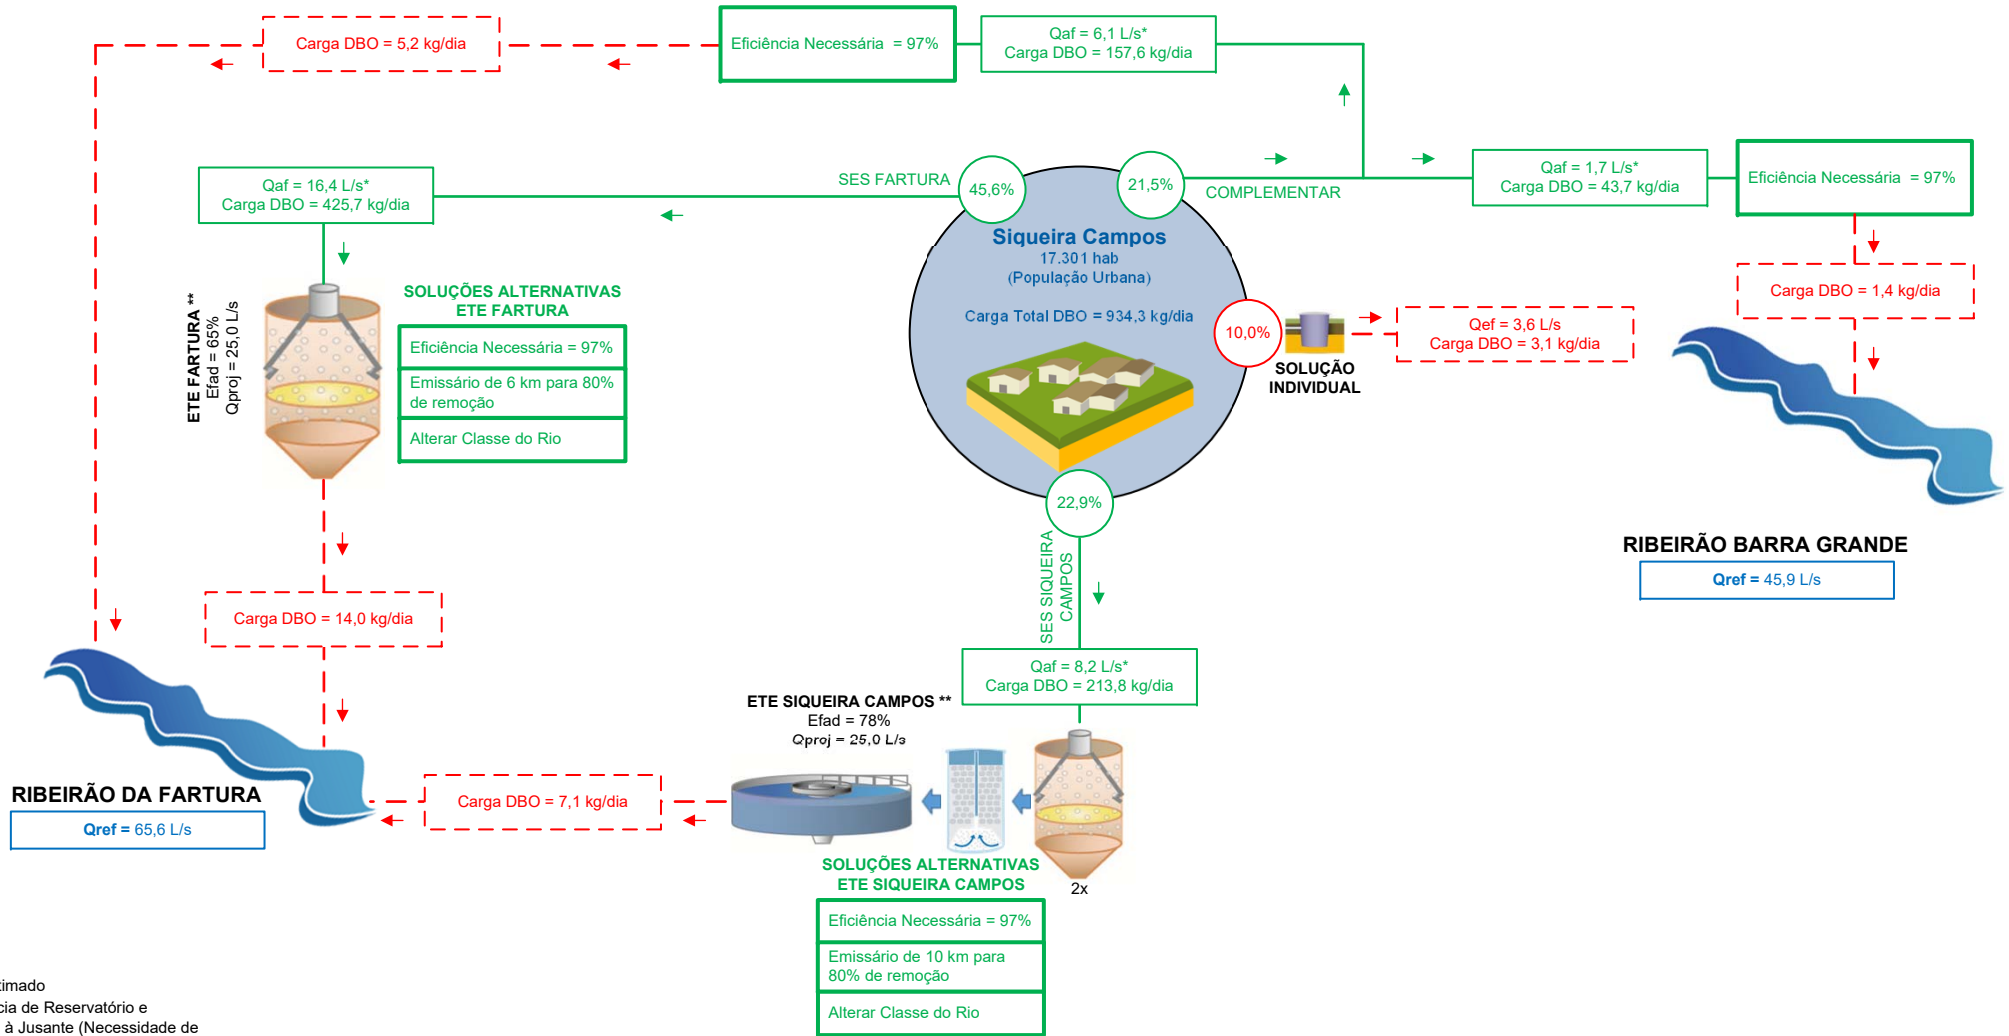 Carga DBO = 5,2 kg/dia
Eficiência Necessária = 97%
Qaf = 6,1 L/s*
Carga DBO = 157,6 kg/dia
Qaf = 16,4 L/s*
Carga DBO = 425,7 kg/dia
SES FARTURA
45,6%
21,5%
COMPLEMENTAR
Qaf = 1,7 L/s*
Carga DBO = 43,7 kg/dia
Eficiência Necessária = 97%
Siqueira Campos
17.301 hab
(População Urbana)
Carga Total DBO = 934,3 kg/dia
10,0%
SOLUÇÃO
INDIVIDUAL
Qef = 3,6 L/s
Carga DBO = 3,1 kg/dia
Carga DBO = 1,4 kg/dia
ETE FARTURA **
Efad = 65%
Qproj = 25,0 L/s
SOLUÇÕES ALTERNATIVAS
ETE FARTURA
Eficiência Necessária = 97%
Emissário de 6 km para 80%
de remoção
Alterar Classe do Rio
22,9%
SES SIQUEIRA
CAMPOS
RIBEIRÃO BARRA GRANDE
Qref = 45,9 L/s
Carga DBO = 14,0 kg/dia
Qaf = 8,2 L/s*
Carga DBO = 213,8 kg/dia
ETE SIQUEIRA CAMPOS **
Efad = 78%
Qproj = 25,0 L/s
RIBEIRÃO DA FARTURA
Qref = 65,6 L/s
Carga DBO = 7,1 kg/dia
2x
SOLUÇÕES ALTERNATIVAS
ETE SIQUEIRA CAMPOS
Eficiência Necessária = 97%
Emissário de 10 km para
80% de remoção
Alterar Classe do Rio
timado
cia de Reservatório e
à Jusante (Necessidade de